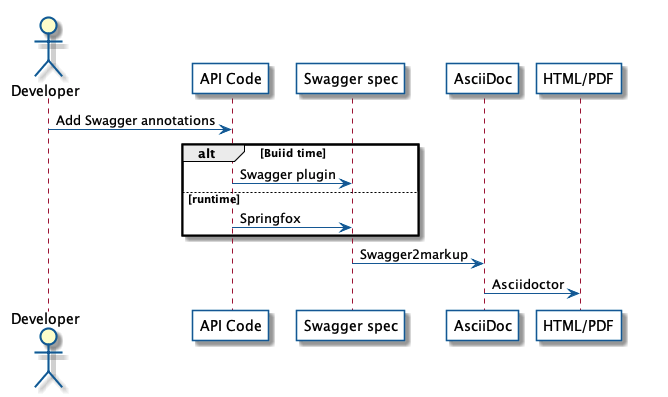 Developer
API Code
Swagger spec
AsciiDoc
HTML/PDF
Add Swagger annotations
alt
[Buiid time]
Swagger plugin
[runtime]
Springfox
Swagger2markup
Asciidoctor
Developer
API Code
Swagger spec
AsciiDoc
HTML/PDF